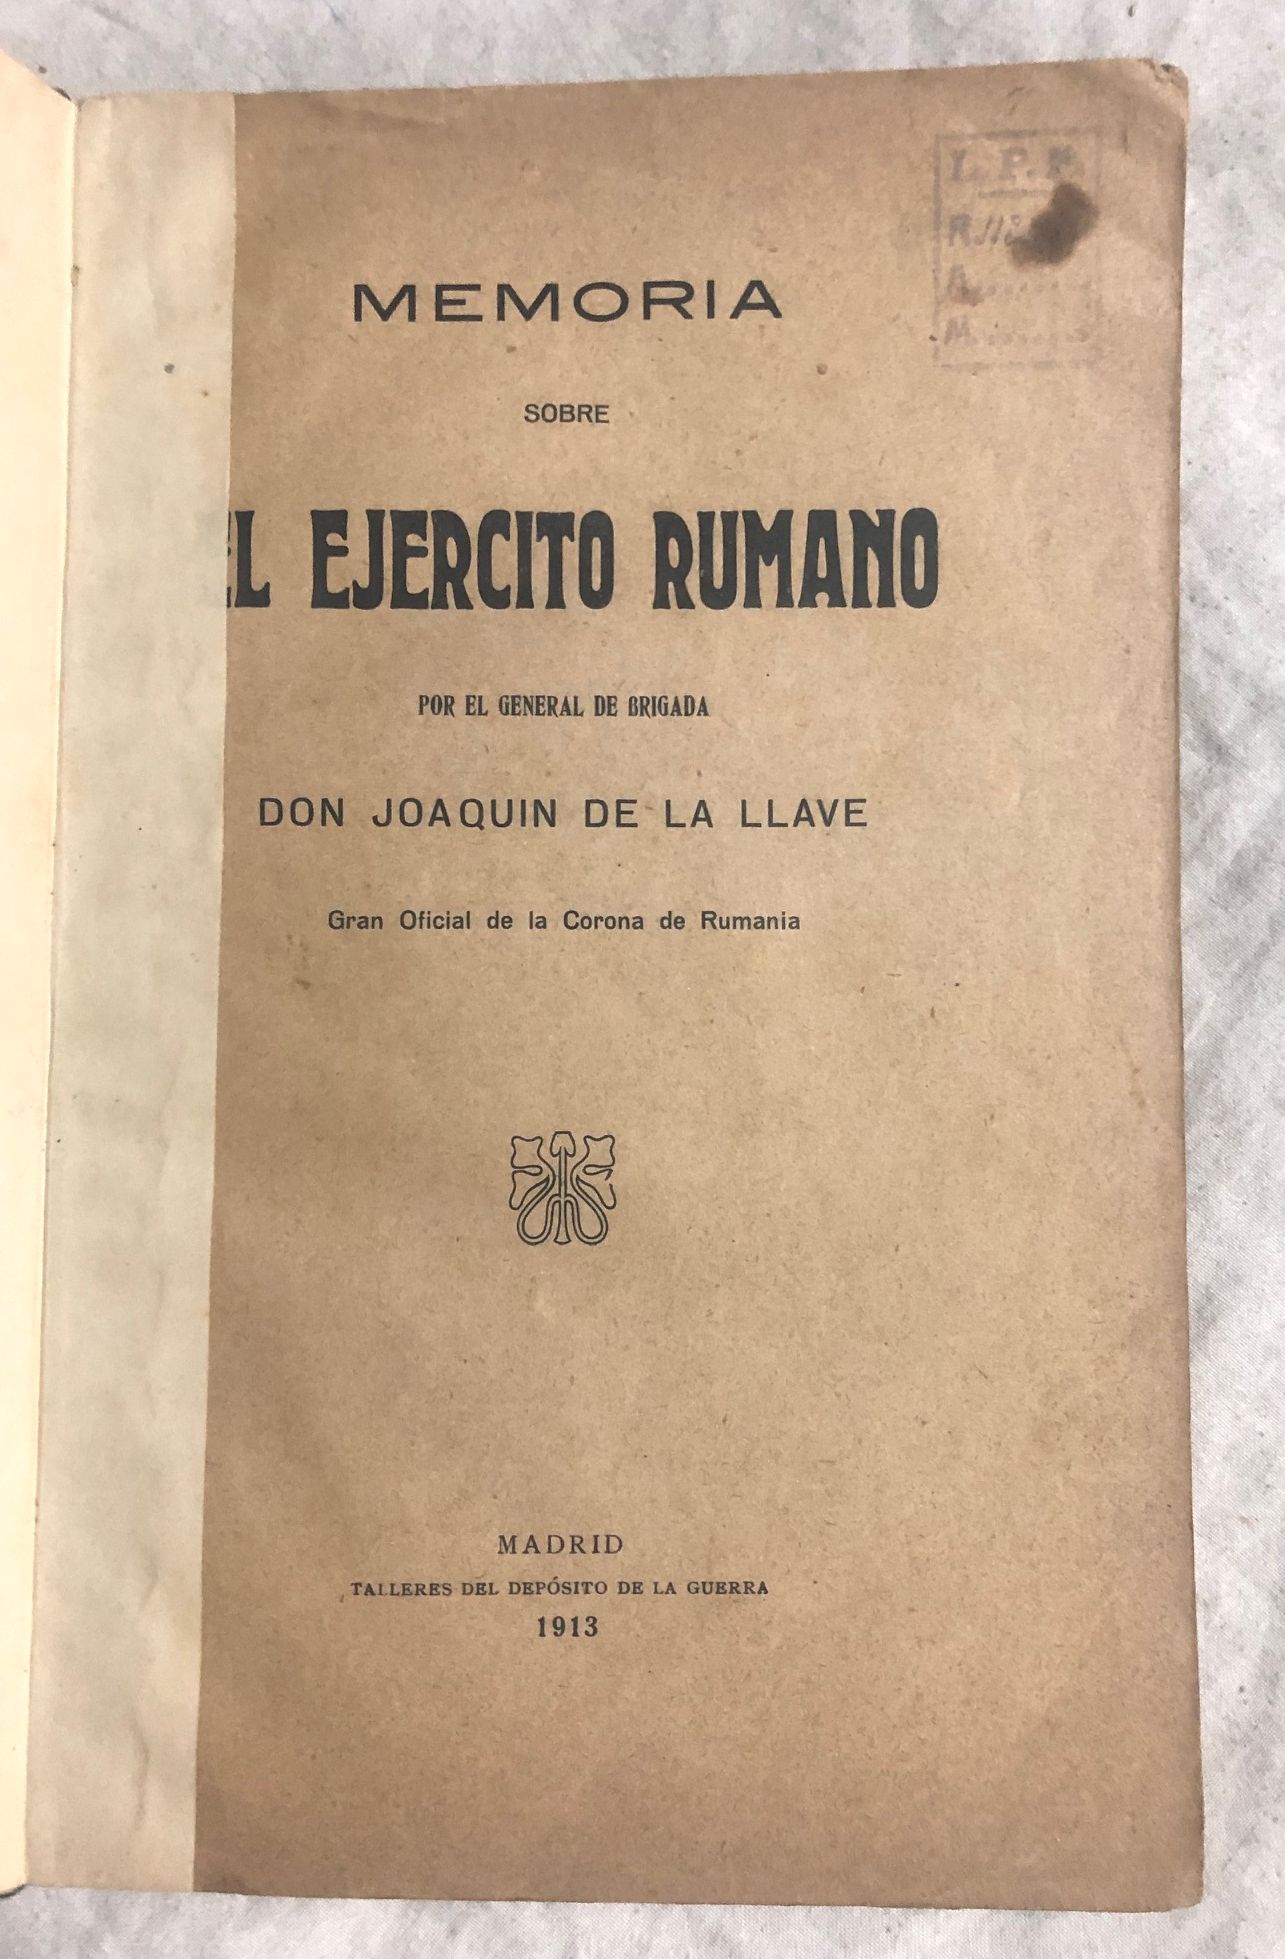 L. P. F.
R
A
M
MEMORIA
SOBRE
EL EJERCITO RUMANO
POR EL GENERAL DE BRIGADA
DON JOAQUIN DE LA LLAVE
Gran Oficial de la Corona de Rumania
MADRID
TALLERES DEL DEPÓSITO DE LA GUERRA
1913